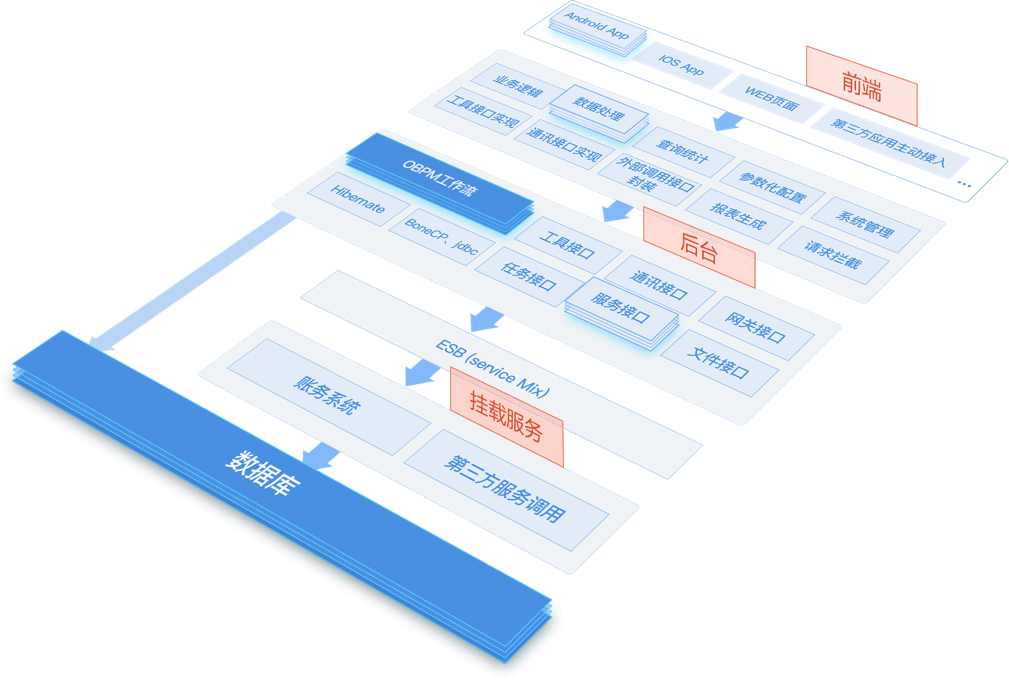 Android App
IOS App
WEB页面
第三方应用主动接入
...
前端
业务逻辑
数据处理
查询统计
参数化配置
系统管理
工具接口实现
通讯接口实现
外部调用接口
封装
报表生成
请求拦截
后台
OBPM工作流
工具接口
通讯接口
网关接口
Hibernate
BoneCP、jdbc
任务接口
服务接口
文件接口
ESB (service Mix)
挂载服务
账务系统
第三方服务调用
数据库